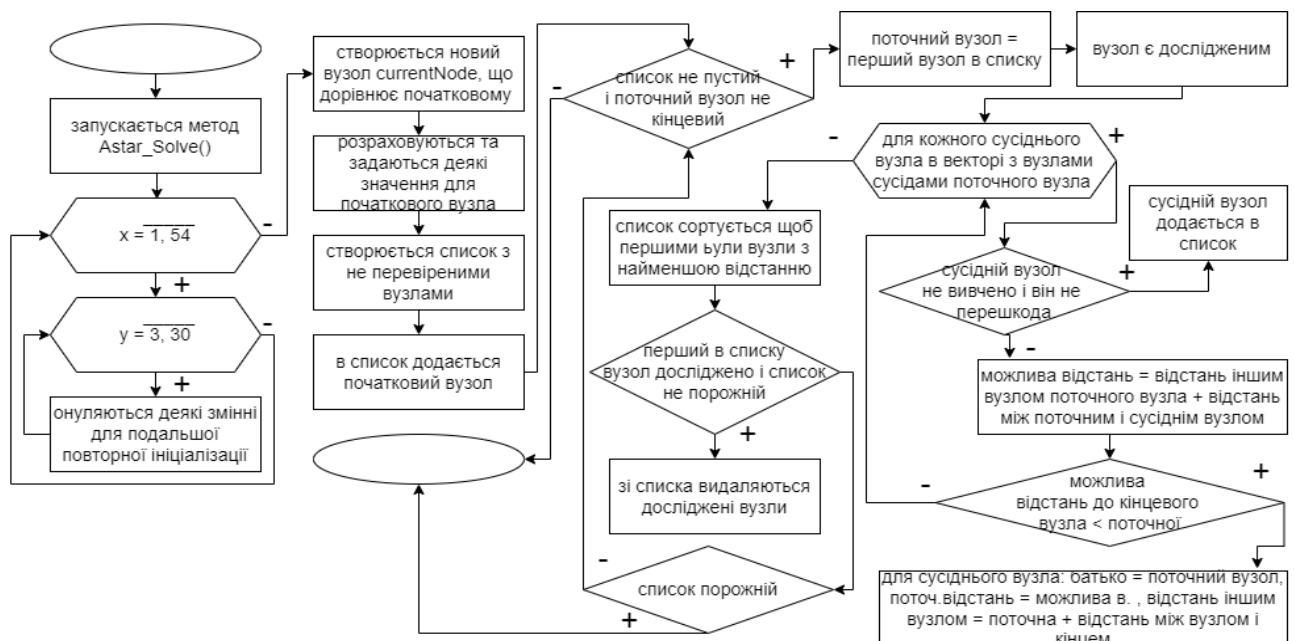 запускається метод
Astar_Solve()
x = 1, 54
-
+
y = 3, 30
-
+
онуляються деякі змінні
для подальшої
повторної ініціалізації
створюється новий
вузол currentNode, що
дорівнює початковому
розраховуються та
задаються деякі
значення для
початкового вузла
створюється список з
не перевіреними
вузлами
в список додається
початковий вузол
список не пустий
і поточний вузол не
кінцевий
-
+
поточний вузол =
перший вузол в списку
вузол є дослідженим
для кожного сусіднього
вузла в векторі з вузлами
сусідами поточного вузла
-
+
список сортується щоб
першими ьули вузли з
найменшою відстанню
перший в списку
вузол досліджено і список
не порожній
+
зі списка видаляються
досліджені вузли
список порожній
-
+
сусідній вузол
не вивчено і він не
перешкода
+
-
сусідній вузол
додається в
список
можлива відстань = відстань іншим
вузлом поточного вузла + відстань
між поточним і сусіднім вузлом
можлива
відстань до кінцевого
вузла < поточної
-
+
для сусіднього вузла: батько = поточний вузол,
поточ.відстань = можлива в. , відстань іншим
вузлом = поточна + відстань між вузлом і
кінцем